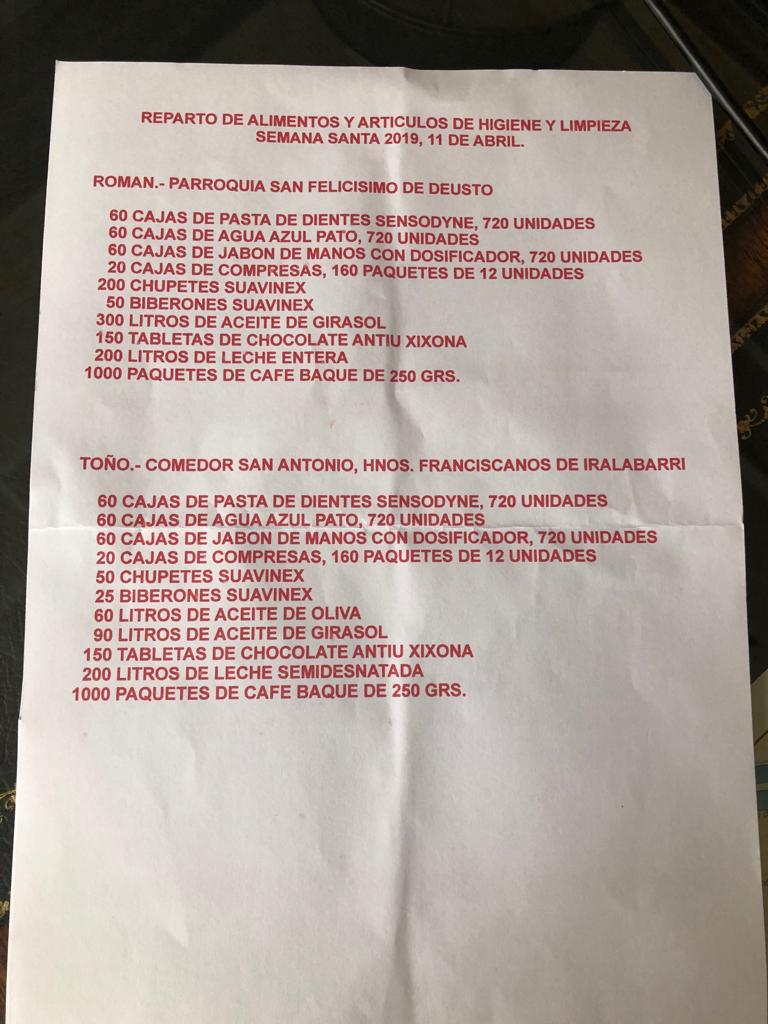 REPARTO DE ALIMENTOS Y ARTICULOS DE HIGIENE Y LIMPIEZA
SEMANA SANTA 2019, 11 DE ABRIL.
ROMAN.- PARROQUIA SAN FELICISIMO DE DEUSTO
60 CAJAS DE PASTA DE DIENTES SENSODYNE, 720 UNIDADES
60 CAJAS DE AGUA AZUL PATO, 720 UNIDADES
60 CAJAS DE JABON DE MANOS CON DOSIFICADOR, 720 UNIDADES
20 CAJAS DE COMPRESAS, 160 PAQUETES DE 12 UNIDADES
200 CHUPETES SUAVINEX
50 BIBERONES SUAVINEX
300 LITROS DE ACEITE DE GIRASOL
150 TABLETAS DE CHOCOLATE ANTIU XIXONA
200 LITROS DE LECHE ENTERA
1000 PAQUETES DE CAFE BAQUE DE 250 GRS.
TOÑO.- COMEDOR SAN ANTONIO, HNOS. FRANCISCANOS DE IRALABARRI
60 CAJAS DE PASTA DE DIENTES SENSODYNE, 720 UNIDADES
60 CAJAS DE AGUA AZUL PATO, 720 UNIDADES
60 CAJAS DE JABON DE MANOS CON DOSIFICADOR, 720 UNIDADES
20 CAJAS DE COMPRESAS, 160 PAQUETES DE 12 UNIDADES
50 CHUPETES SUAVINEX
25 BIBERONES SUAVINEX
60 LITROS DE ACEITE DE OLIVA
90 LITROS DE ACEITE DE GIRASOL
150 TABLETAS DE CHOCOLATE ANTIU XIXONA
200 LITROS DE LECHE SEMIDESNATADA
1000 PAQUETES DE CAFE BAQUE DE 250 GRS.